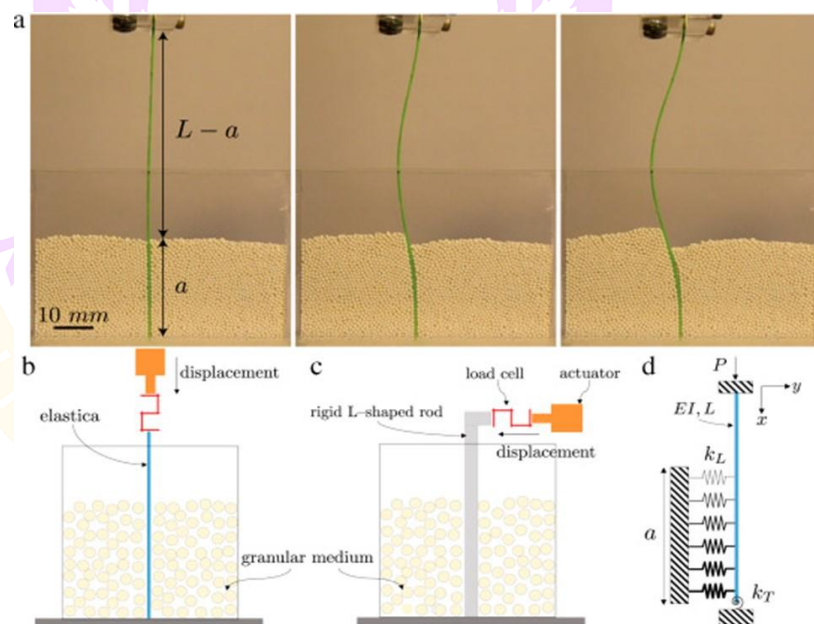 a
L − a
a
10 mm
b
displacement
elastica
granular medium
c
load cell
actuator
rigid L–shaped rod
displacement
d
P
y
x
EI, L
k_L
a
k_T